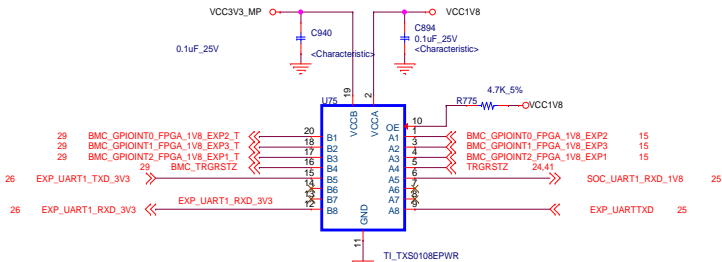 VCC3V3_MP VCC1V8
C940 C894
0.1uF_25V 0.1uF_25V
<Characteristic> <Characteristic>
19 2
U75 4.7K_5%
VCCB VCCA R775 VCC1V8
OE 10
29 BMC_GPIOINT0_FPGA_1V8_EXP2_T 20 B1 A1 1 BMC_GPIOINT0_FPGA_1V8_EXP2 15
29 BMC_GPIOINT1_FPGA_1V8_EXP3_T 18 B2 A2 3 BMC_GPIOINT1_FPGA_1V8_EXP3 15
29 BMC_GPIOINT2_FPGA_1V8_EXP1_T 17 B3 A3 4 BMC_GPIOINT2_FPGA_1V8_EXP1 15
29 BMC_TRGRSTZ 16 B4 A4 5 TRGRSTZ 24,41
26 EXP_UART1_TXD_3V3 15 B5 A5 6 SOC_UART1_RXD_1V8 25
14 B6 A6 7
13 B7 A7 8
26 EXP_UART1_RXD_3V3 EXP_UART1_RXD_3V3 12 B8 A8 9 EXP_UARTTXD 25
GND
11
TI_TXS0108EPWR